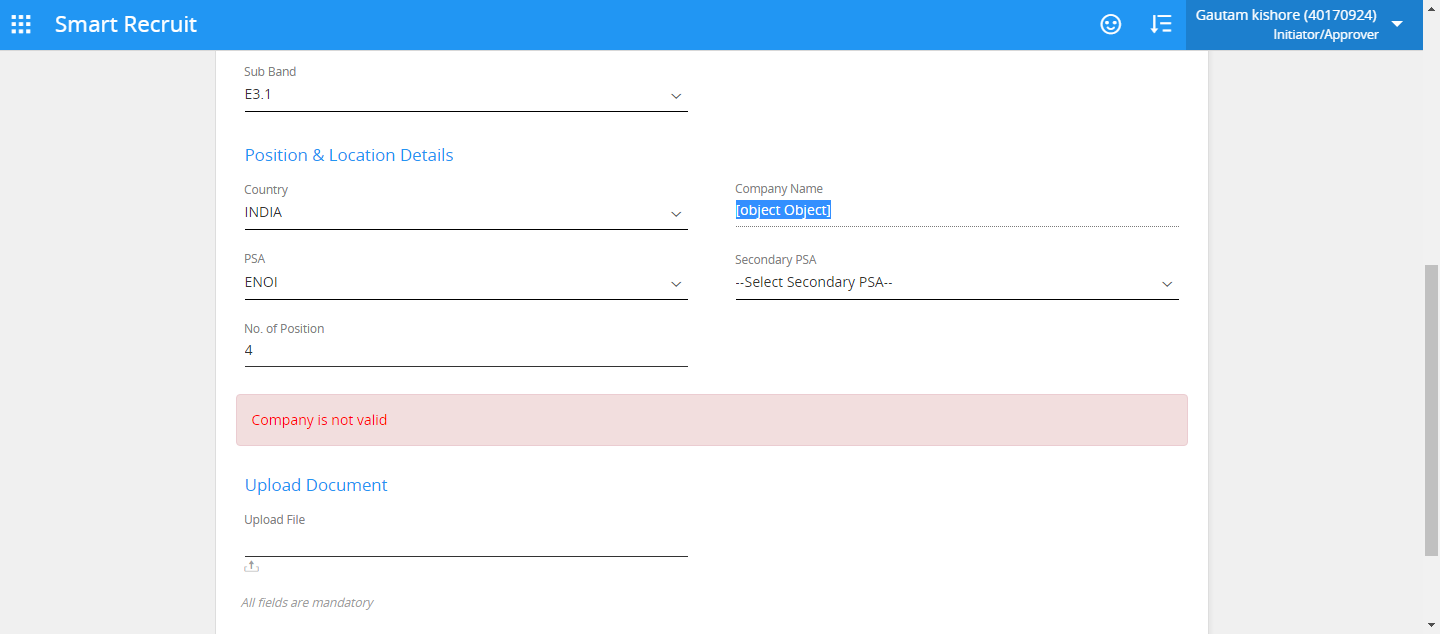 Smart Recruit
Gautam kishore (40170924)
Initiator/Approver
Sub Band
E3.1
Position & Location Details
Country
INDIA
Company Name
[object Object]
PSA
ENOI
Secondary PSA
--Select Secondary PSA--
No. of Position
4
Company is not valid
Upload Document
Upload File
All fields are mandatory